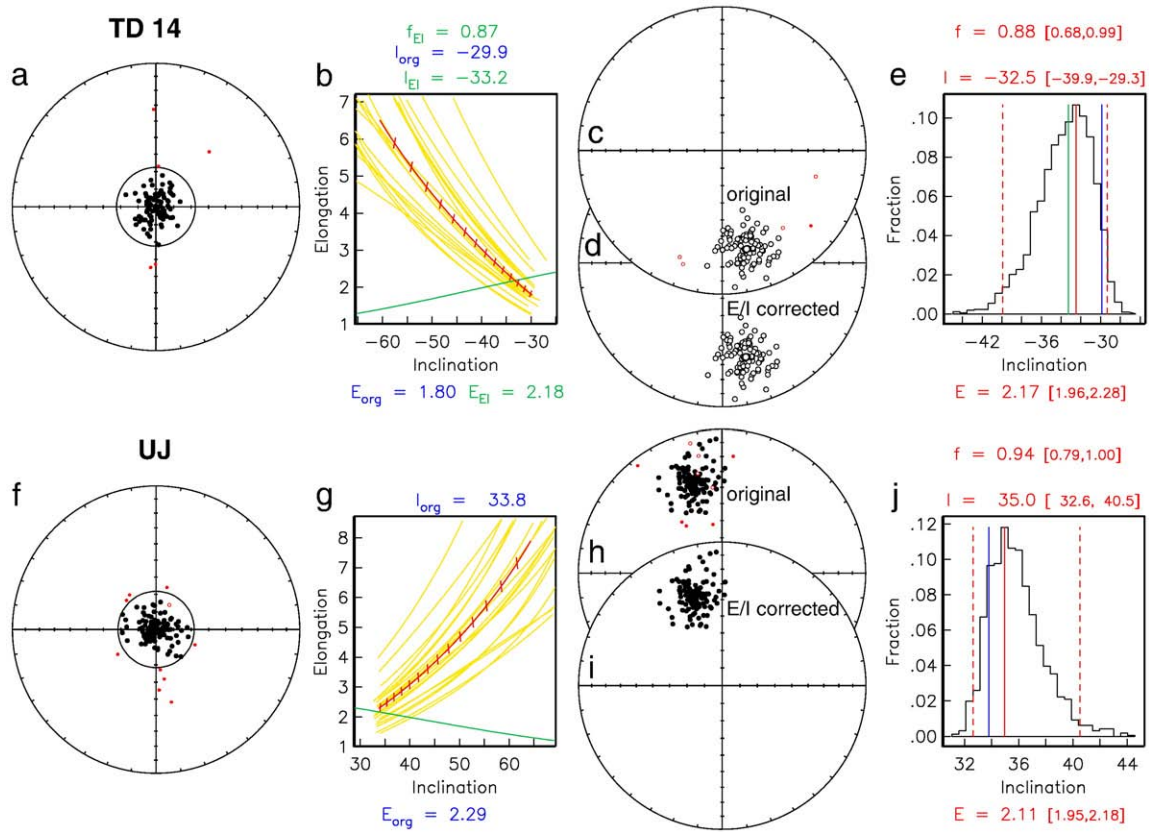 TD 14
a
b
f_EI = 0.87
I_org = −29.9
I_EI = −33.2
Elongation
7
6
5
4
3
2
1
−60 −50 −40 −30
Inclination
E_org = 1.80 E_EI = 2.18
c
original
d
E/I corrected
e
f = 0.88 [0.68,0.99]
I = −32.5 [−39.9,−29.3]
Fraction
.10
.08
.06
.04
.02
.00
−42 −36 −30
Inclination
E = 2.17 [1.96,2.28]
UJ
f
g
I_org = 33.8
Elongation
8
7
6
5
4
3
2
1
30 40 50 60
Inclination
E_org = 2.29
original
h
E/I corrected
i
j
f = 0.94 [0.79,1.00]
I = 35.0 [ 32.6, 40.5]
Fraction
.12
.10
.08
.06
.04
.02
.00
32 36 40 44
Inclination
E = 2.11 [1.95,2.18]